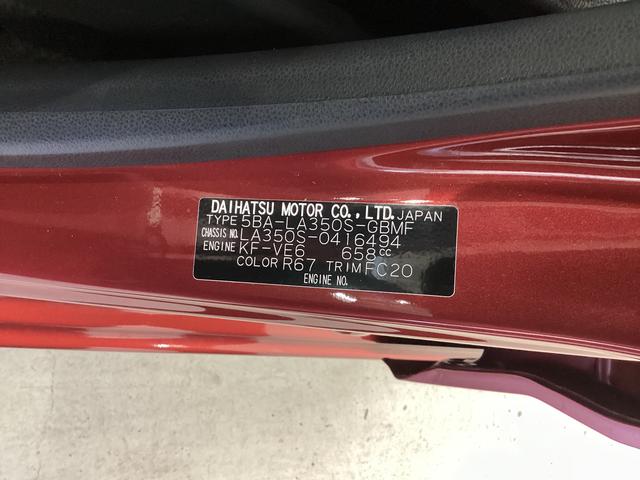 DAIHATSU MOTOR CO., LTD. JAPAN
TYPE 5BA-LA350S-GBMF
CHASSIS NO. LA350S-0416494
ENGINE KF-VE6 658cc
COLOR R67 TRIM FC20
ENGINE NO.